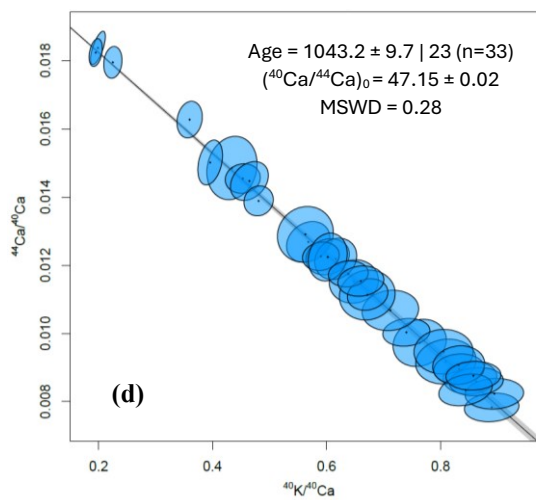 Age = 1043.2 ± 9.7 | 23 (n=33)
(⁴⁰Ca/⁴⁴Ca)₀ = 47.15 ± 0.02
MSWD = 0.28
⁴⁴Ca/⁴⁰Ca
0.018
0.016
0.014
0.012
0.010
0.008
(d)
0.2 0.4 0.6 0.8
⁴⁰K/⁴⁰Ca